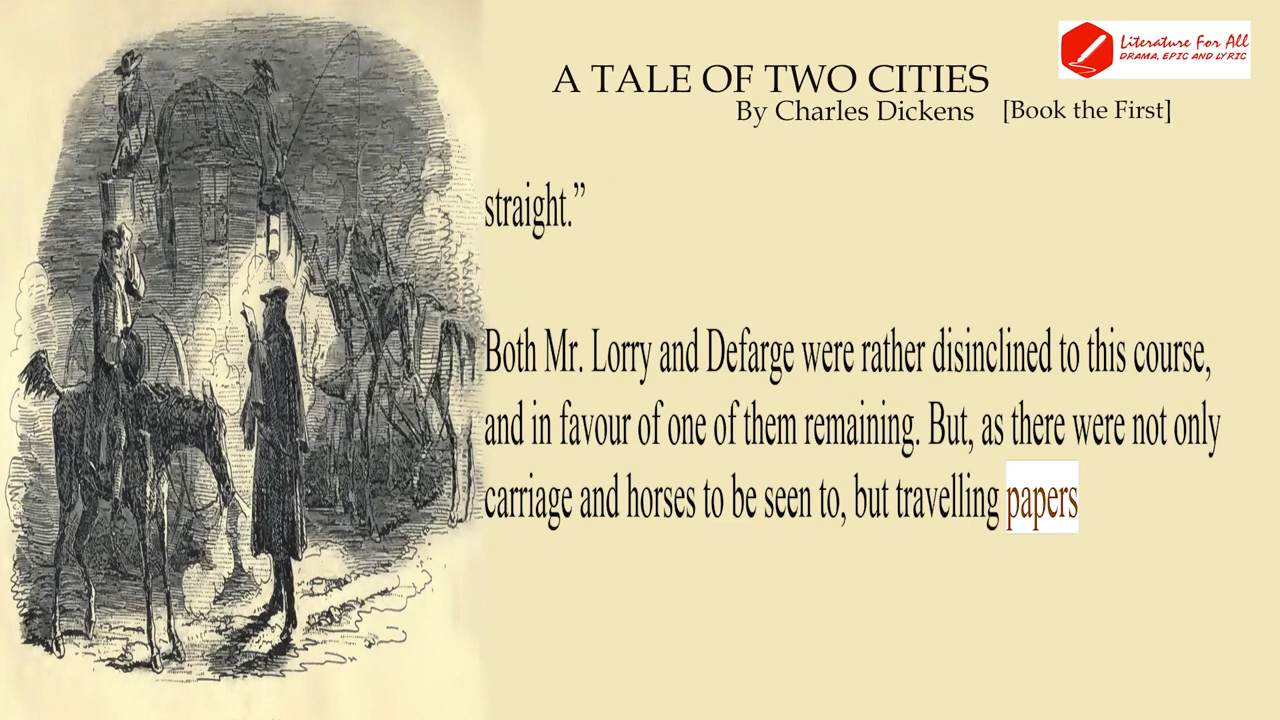 Literature For All
DRAMA, EPIC AND LYRIC
A TALE OF TWO CITIES
By Charles Dickens [Book the First]
straight.”
Both Mr. Lorry and Defarge were rather disinclined to this course,
and in favour of one of them remaining. But, as there were not only
carriage and horses to be seen to, but travelling papers